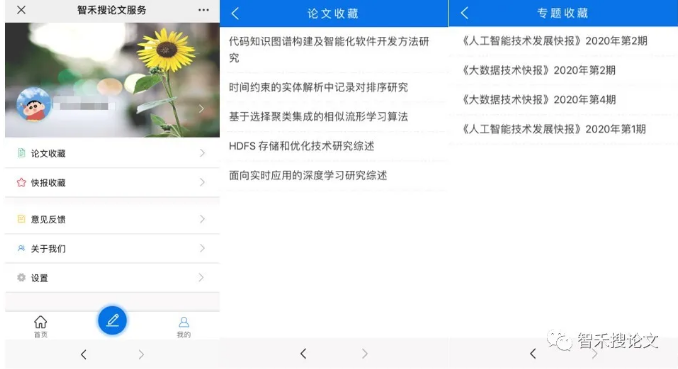 智禾搜论文服务
论文收藏
快报收藏
意见反馈
关于我们
设置
首页
我的
论文收藏
代码知识图谱构建及智能化软件开发方法研
究
时间约束的实体解析中记录对排序研究
基于选择聚类集成的相似流形学习算法
HDFS 存储和优化技术研究综述
面向实时应用的深度学习研究综述
专题收藏
《人工智能技术发展快报》2020年第2期
《大数据技术快报》2020年第2期
《大数据技术快报》2020年第4期
《人工智能技术发展快报》2020年第1期
智禾搜论文